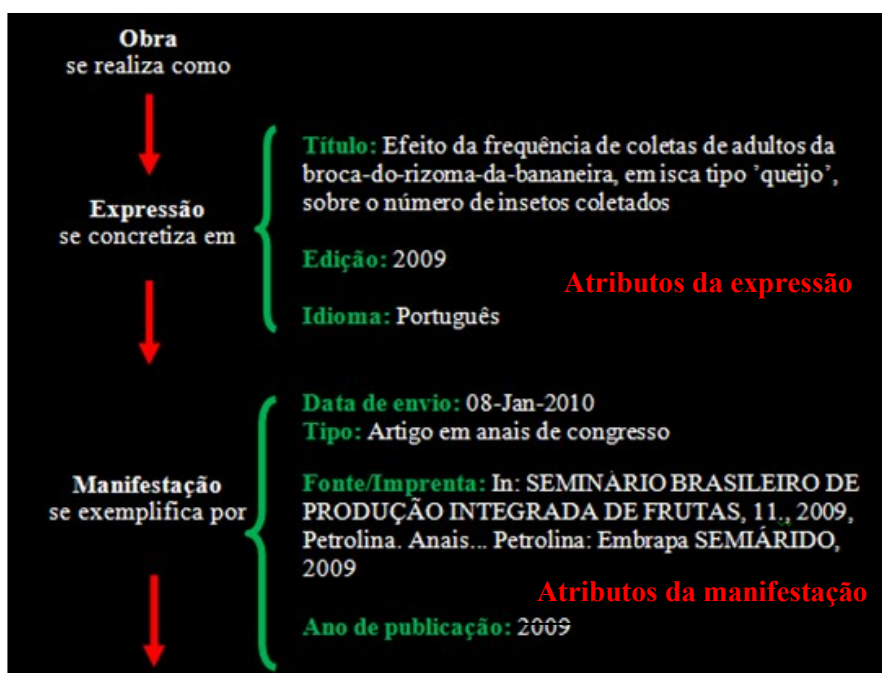 Obra
se realiza como
Título: Efeito da frequência de coletas de adultos da
broca-do-rizoma-da-bananeira, em isca tipo ’queijo’,
sobre o número de insetos coletados
Expressão
se concretiza em
Edição: 2009
Atributos da expressão
Idioma: Português
Data de envio: 08-Jan-2010
Tipo: Artigo em anais de congresso
Manifestação
se exemplifica por
Fonte/Imprenta: In: SEMINÀRIO BRASILEIRO DE
PRODUÇÃO INTEGRADA DE FRUTAS, 11., 2009,
Petrolina. Anais... Petrolina: Embrapa SEMIÁRIDO,
2009
Atributos da manifestação
Ano de publicação: 2009